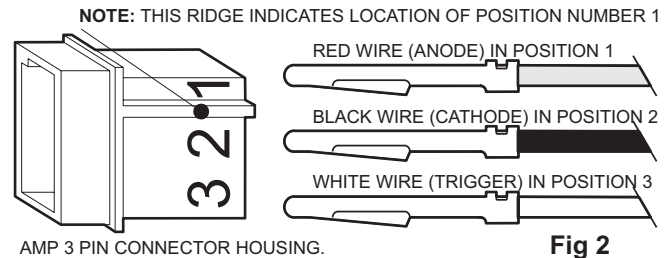 NOTE: THIS RIDGE INDICATES LOCATION OF POSITION NUMBER 1
RED WIRE (ANODE) IN POSITION 1
BLACK WIRE (CATHODE) IN POSITION 2
WHITE WIRE (TRIGGER) IN POSITION 3
3 2 1
AMP 3 PIN CONNECTOR HOUSING.
Fig 2